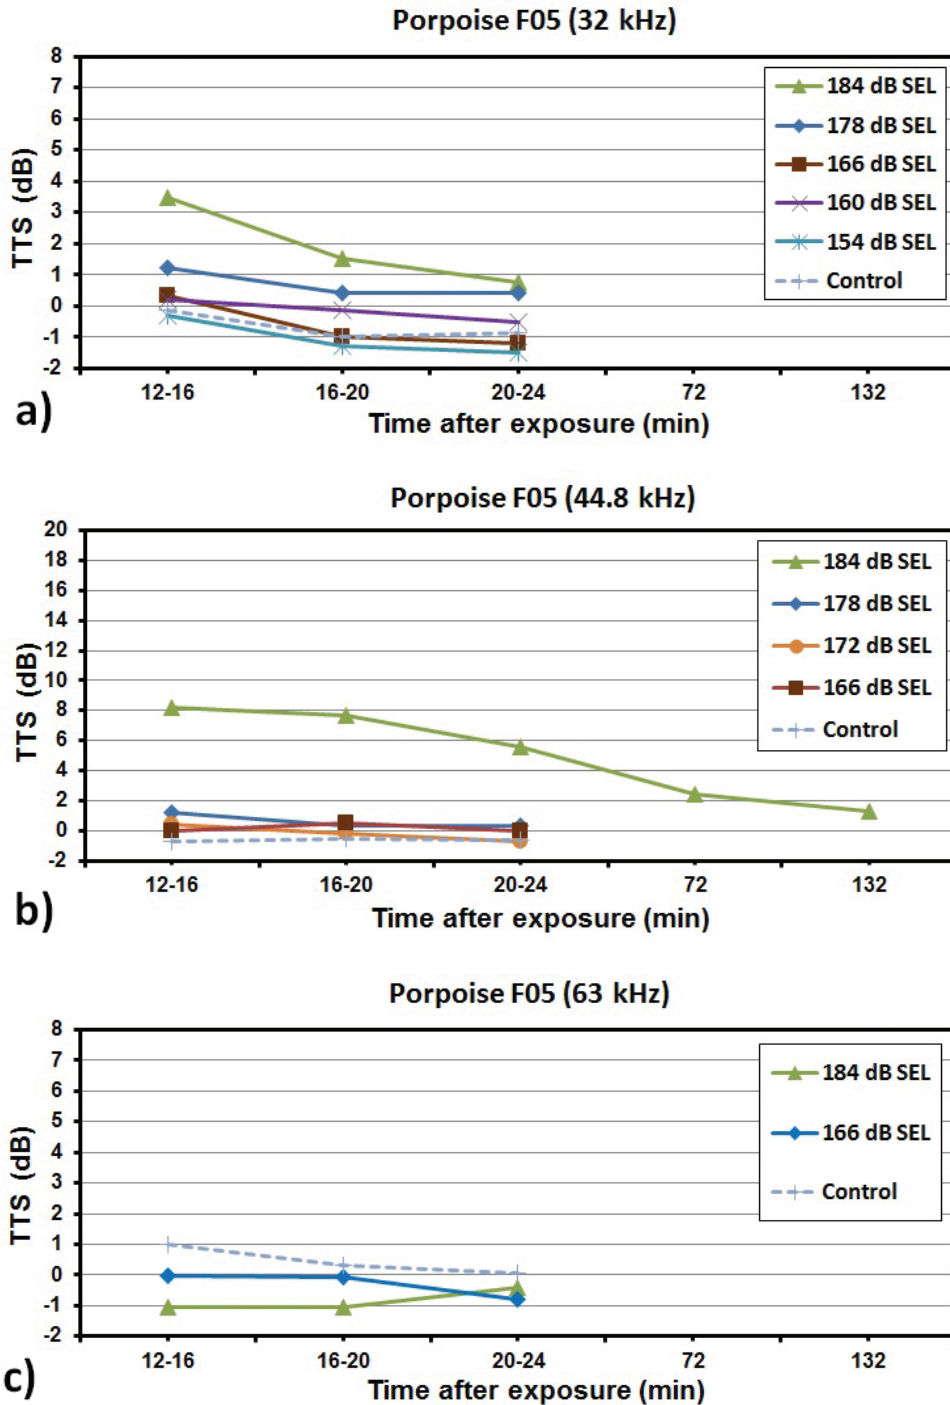 Porpoise F05 (32 kHz)
8
7
6
5
4
3
2
1
0
-1
-2
TTS (dB)
184 dB SEL
178 dB SEL
166 dB SEL
160 dB SEL
154 dB SEL
Control
12-16 16-20 20-24 72 132
Time after exposure (min)
a)
Porpoise F05 (44.8 kHz)
20
18
16
14
12
10
8
6
4
2
0
-2
TTS (dB)
184 dB SEL
178 dB SEL
172 dB SEL
166 dB SEL
Control
12-16 16-20 20-24 72 132
Time after exposure (min)
b)
Porpoise F05 (63 kHz)
8
7
6
5
4
3
2
1
0
-1
-2
TTS (dB)
184 dB SEL
166 dB SEL
Control
12-16 16-20 20-24 72 132
Time after exposure (min)
c)